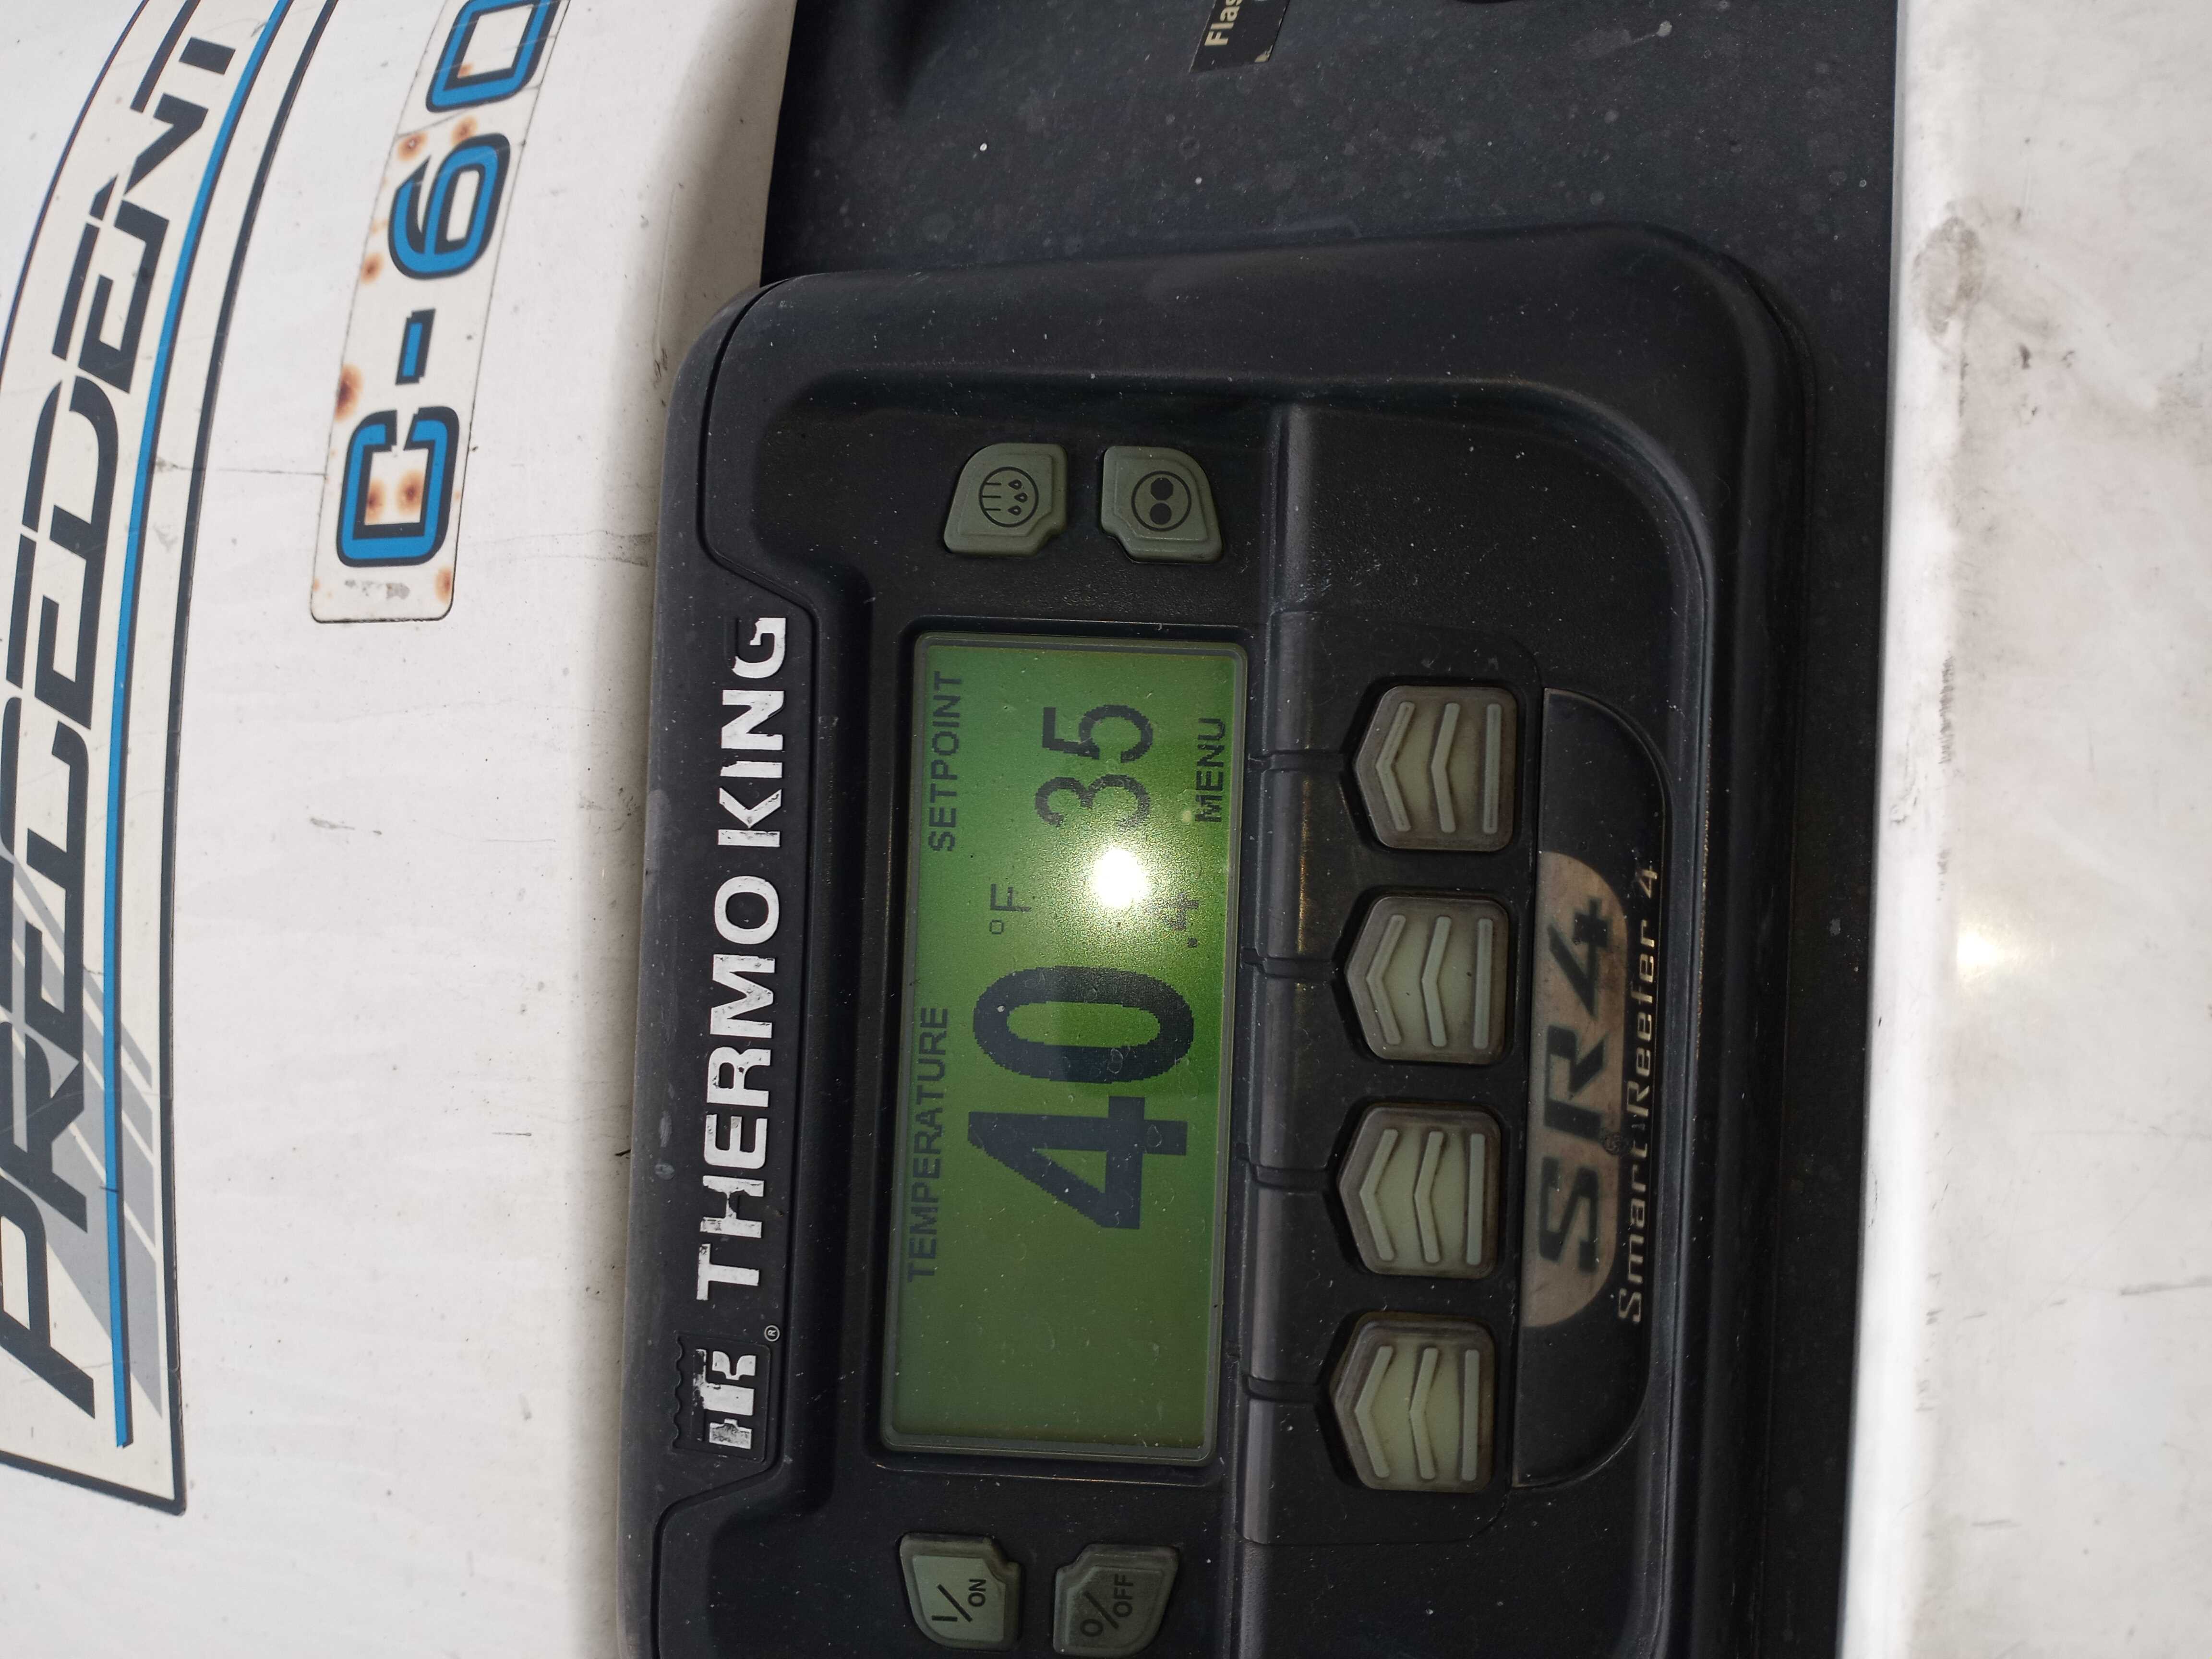 PRECEDENT
C-60
THERMO KING
®
TEMPERATURE
SETPOINT
40.4 °F
35
MENU
I/ON
O/OFF
SR4
Smart Reefer 4